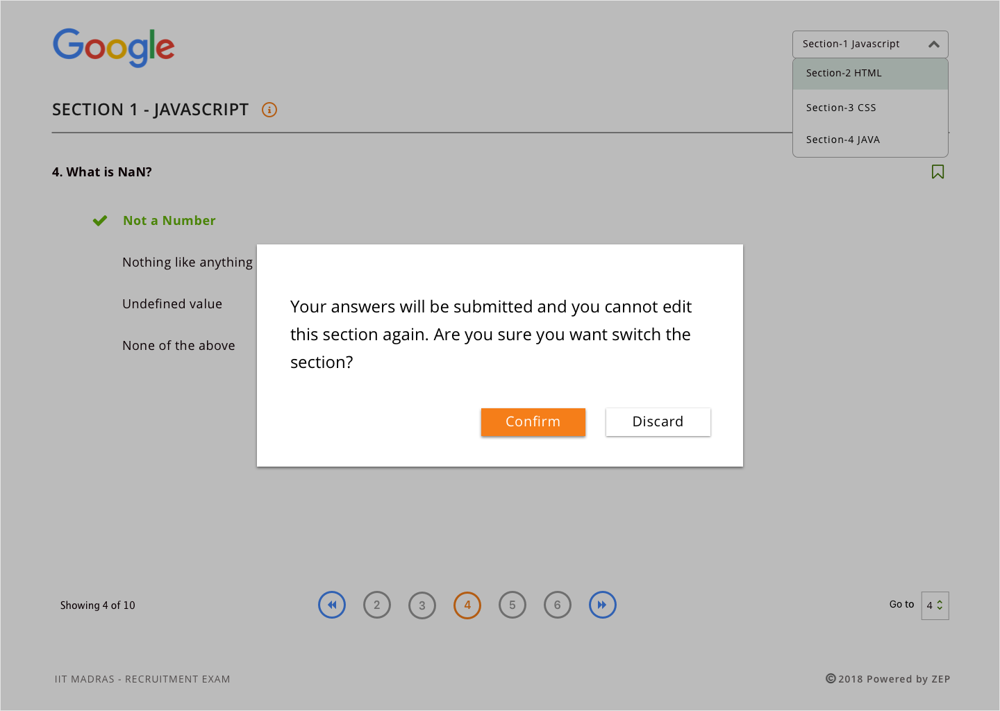 Google
Section-1 Javascript
Section-2 HTML
Section-3 CSS
Section-4 JAVA
SECTION 1 - JAVASCRIPT
4. What is NaN?
Not a Number
Nothing like anything
Undefined value
None of the above
Your answers will be submitted and you cannot edit
this section again. Are you sure you want switch the
section?
Confirm Discard
Showing 4 of 10
2 3 4 5 6
Go to 4
IIT MADRAS - RECRUITMENT EXAM
© 2018 Powered by ZEP